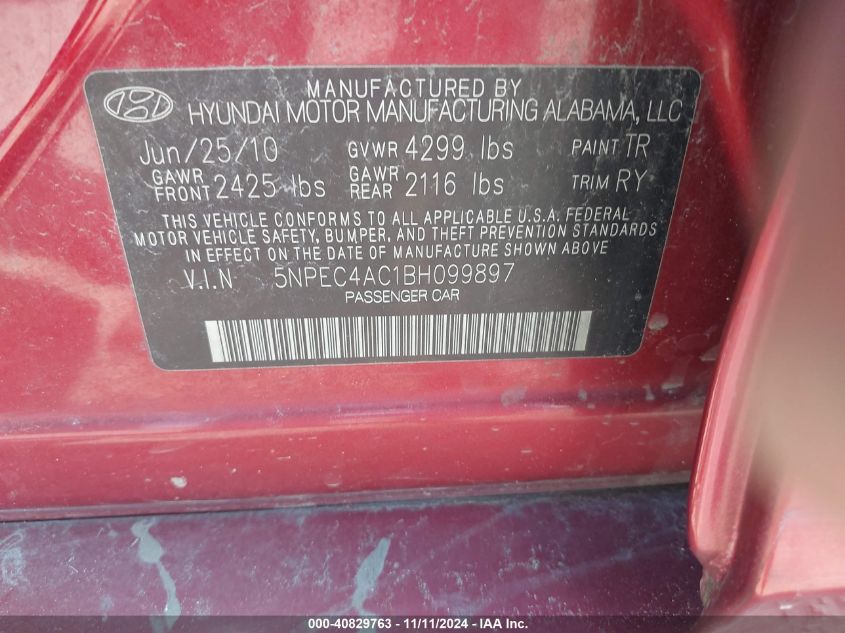 MANUFACTURED BY
HYUNDAI MOTOR MANUFACTURING ALABAMA, LLC
Jun/25/10 GVWR 4299 lbs PAINT TR
GAWR FRONT 2425 lbs GAWR REAR 2116 lbs TRIM RY
THIS VEHICLE CONFORMS TO ALL APPLICABLE U.S.A. FEDERAL
MOTOR VEHICLE SAFETY, BUMPER, AND THEFT PREVENTION STANDARDS
IN EFFECT ON THE DATE OF MANUFACTURE SHOWN ABOVE
V.I.N 5NPEC4AC1BH099897
PASSENGER CAR
000-40829763 - 11/11/2024 - IAA Inc.